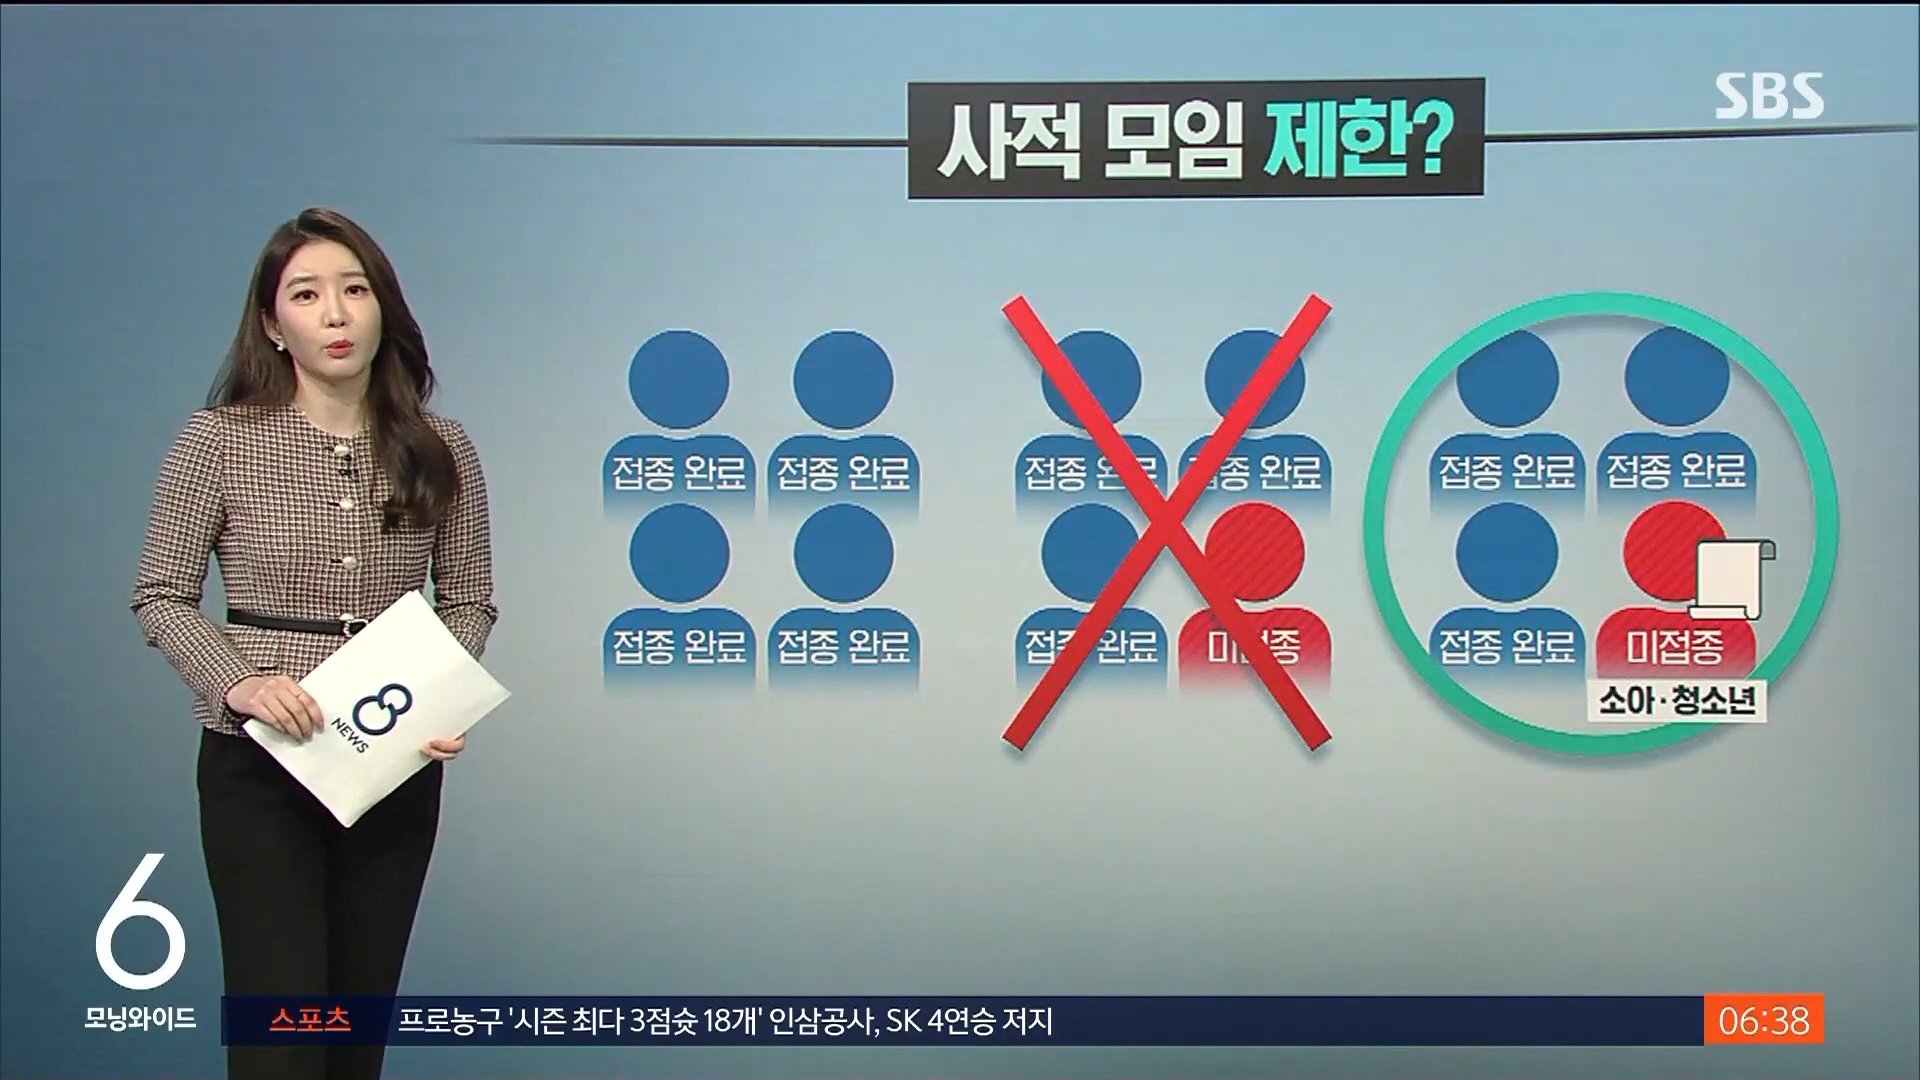 사적 모임 제한?
SBS
접종 완료 접종 완료
접종 완료 접종 완료
접종 완료 접종 완료
접종 완료 미접종
접종 완료 접종 완료
접종 완료 미접종
소아·청소년
8
NEWS
6
모닝와이드
스포츠 프로농구 '시즌 최다 3점슛 18개' 인삼공사, SK 4연승 저지
06:38